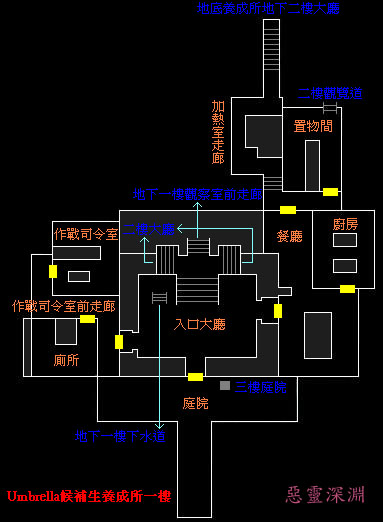 地底養成所地下二樓大廳
二樓觀覽道
加熱室走廊
置物間
地下一樓觀察室前走廊
作戰司令室
二樓大廳
餐廳
廚房
作戰司令室前走廊
入口大廳
廁所
三樓庭院
庭院
地下一樓下水道
Umbrella候補生養成所一樓
惡靈深淵